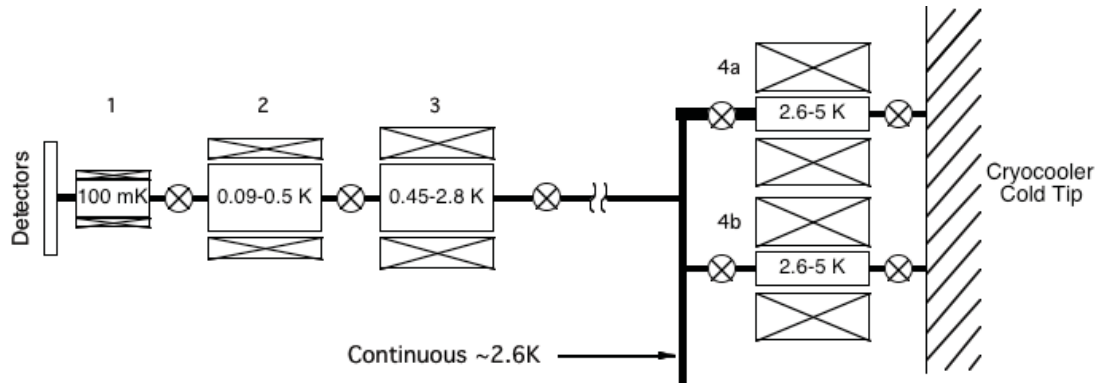 4a
1
2
3
2.6-5 K
Detectors
100 mK
0.09-0.5 K
0.45-2.8 K
Cryocooler
Cold Tip
4b
2.6-5 K
Continuous ~2.6K